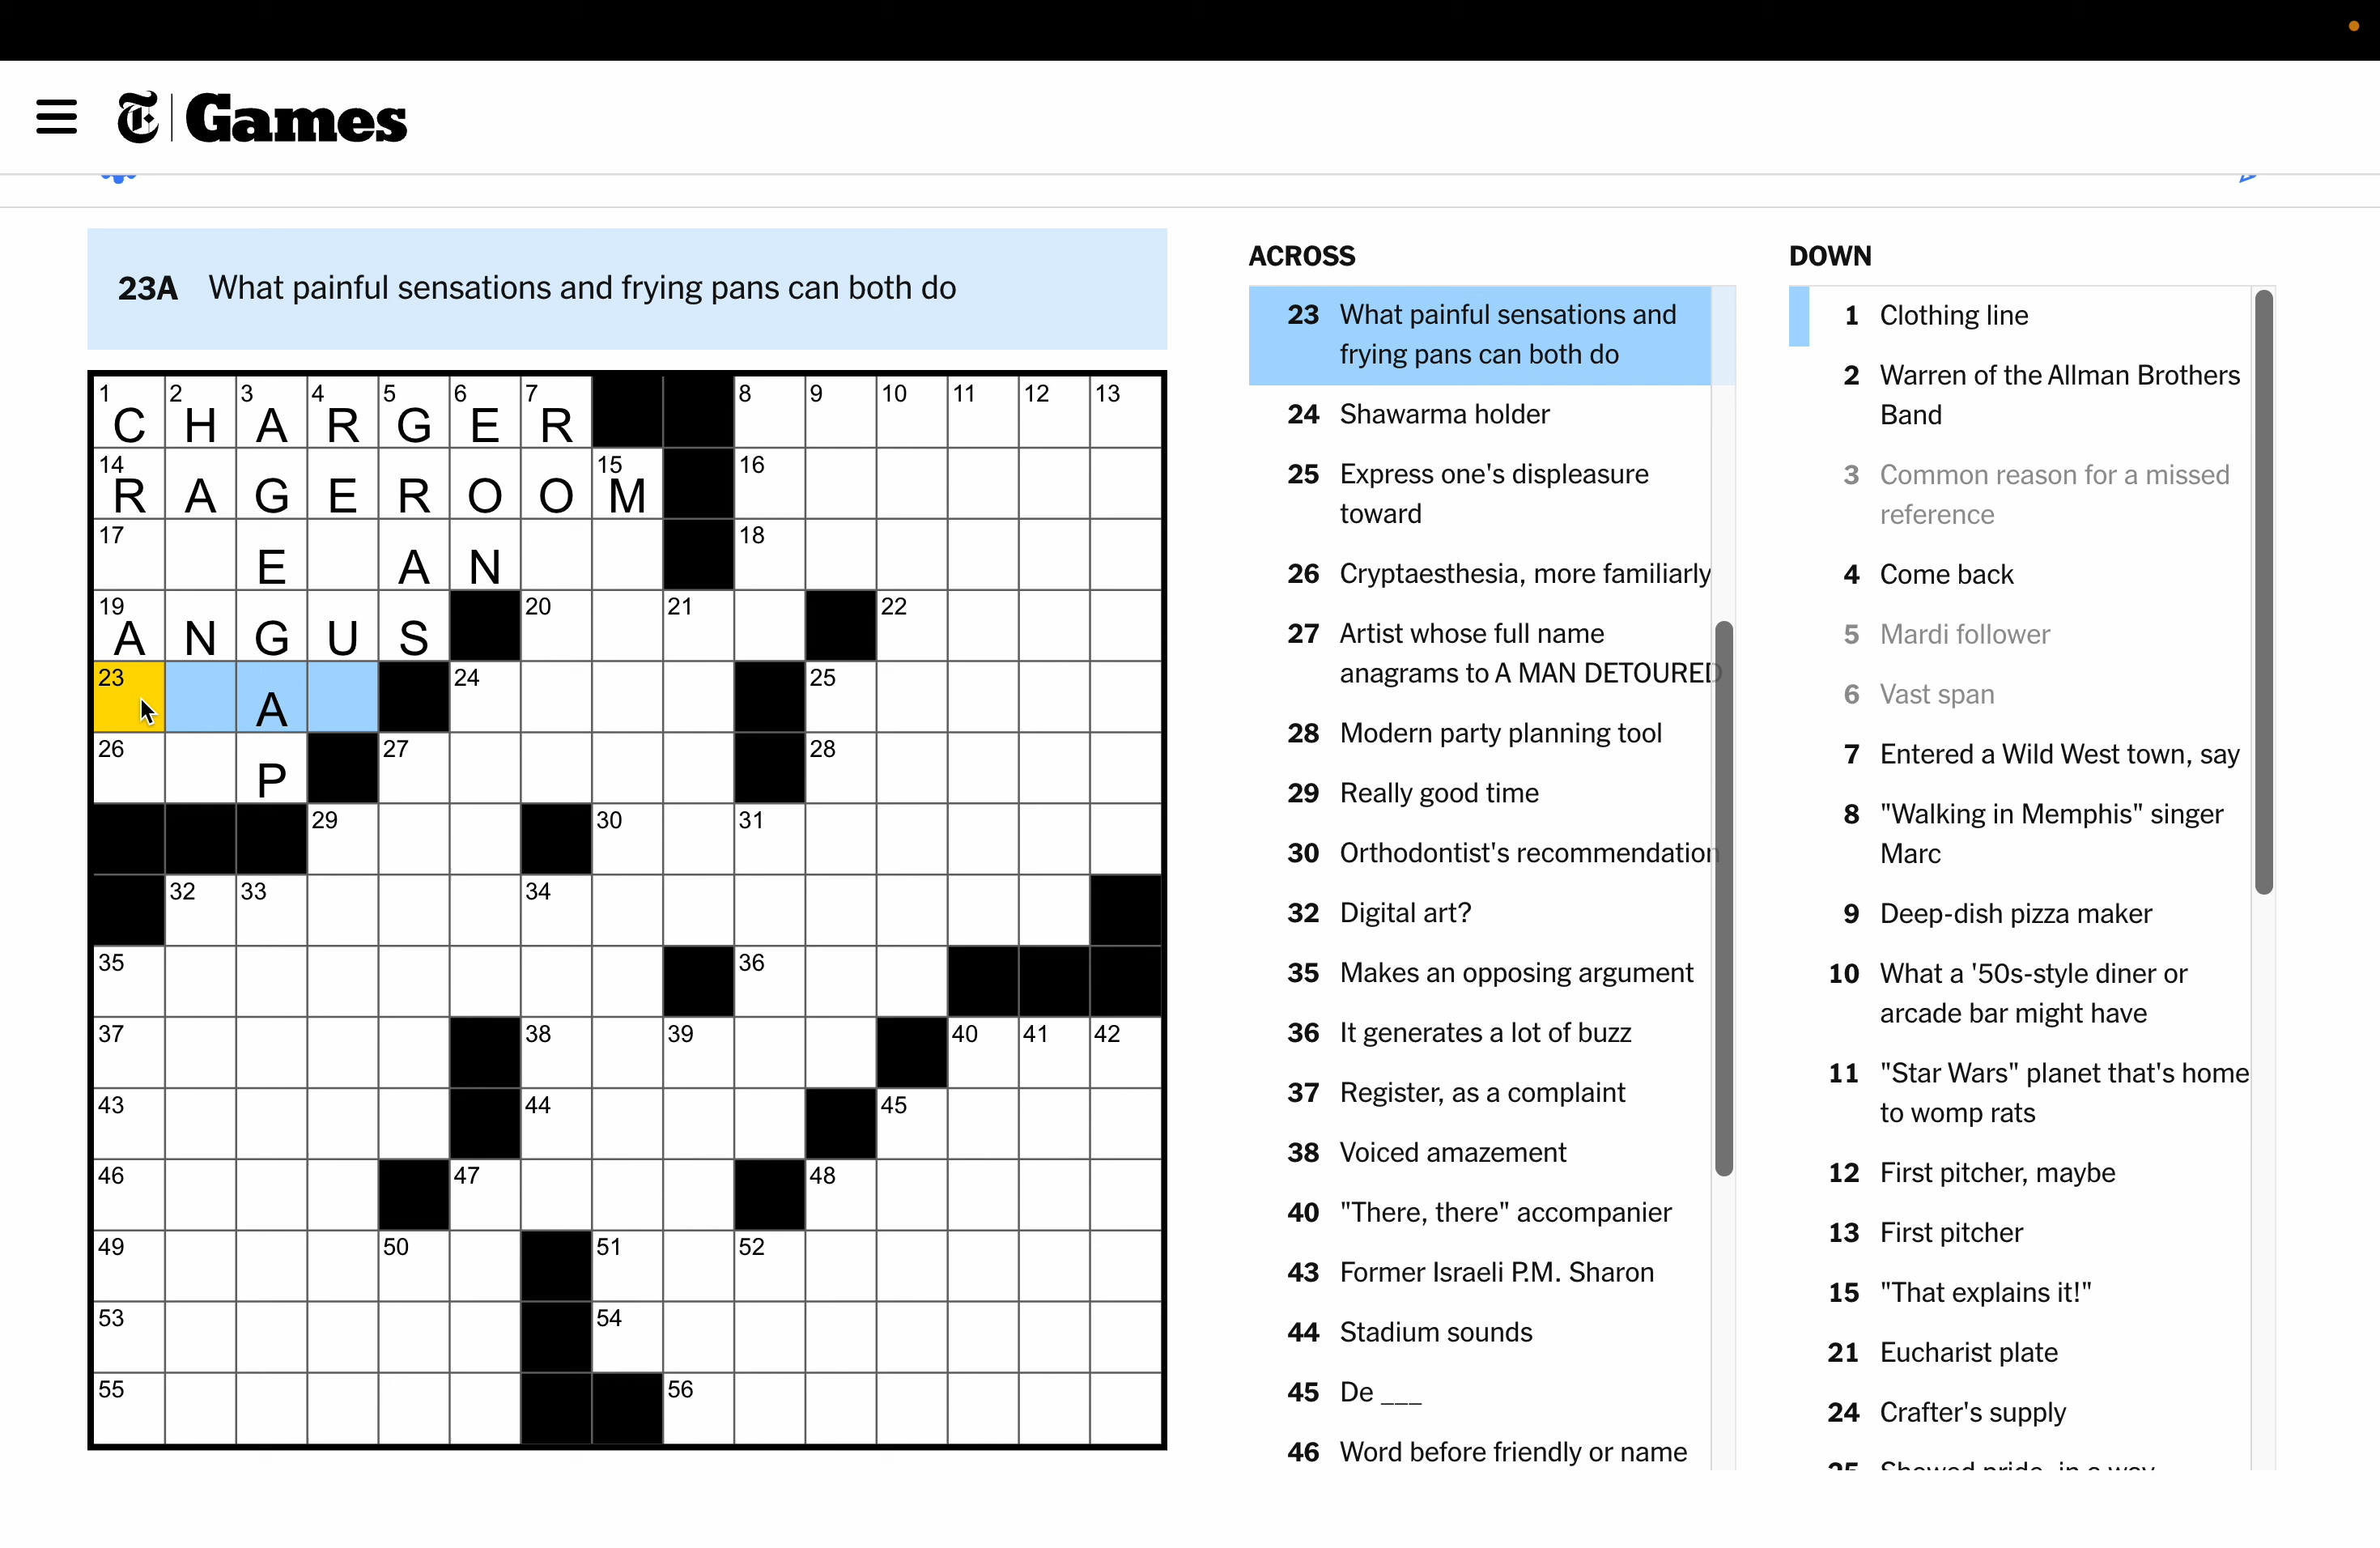 T Games
23A What painful sensations and frying pans can both do
1 2 3 4 5 6 7 8 9 10 11 12 13
C H A R G E R
14 15 16
R A G E R O O M
17 18
E A N
19 20 21 22
A N G U S
23 24 25
A
26 27 28
P
29 30 31
32 33 34
35 36
37 38 39 40 41 42
43 44 45
46 47 48
49 50 51 52
53 54
55 56
ACROSS
23 What painful sensations and
frying pans can both do
24 Shawarma holder
25 Express one's displeasure
toward
26 Cryptaesthesia, more familiarly
27 Artist whose full name
anagrams to A MAN DETOURED
28 Modern party planning tool
29 Really good time
30 Orthodontist's recommendation
32 Digital art?
35 Makes an opposing argument
36 It generates a lot of buzz
37 Register, as a complaint
38 Voiced amazement
40 "There, there" accompanier
43 Former Israeli P.M. Sharon
44 Stadium sounds
45 De ___
46 Word before friendly or name
DOWN
1 Clothing line
2 Warren of the Allman Brothers
Band
3 Common reason for a missed
reference
4 Come back
5 Mardi follower
6 Vast span
7 Entered a Wild West town, say
8 "Walking in Memphis" singer
Marc
9 Deep-dish pizza maker
10 What a '50s-style diner or
arcade bar might have
11 "Star Wars" planet that's home
to womp rats
12 First pitcher, maybe
13 First pitcher
15 "That explains it!"
21 Eucharist plate
24 Crafter's supply
25 Showed pride, in a way